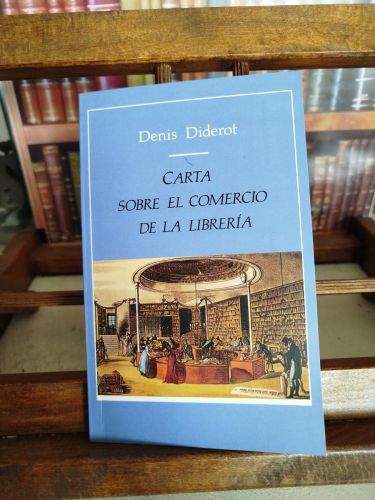 Denis Diderot
CARTA
SOBRE EL COMERCIO
DE LA LIBRERÍA